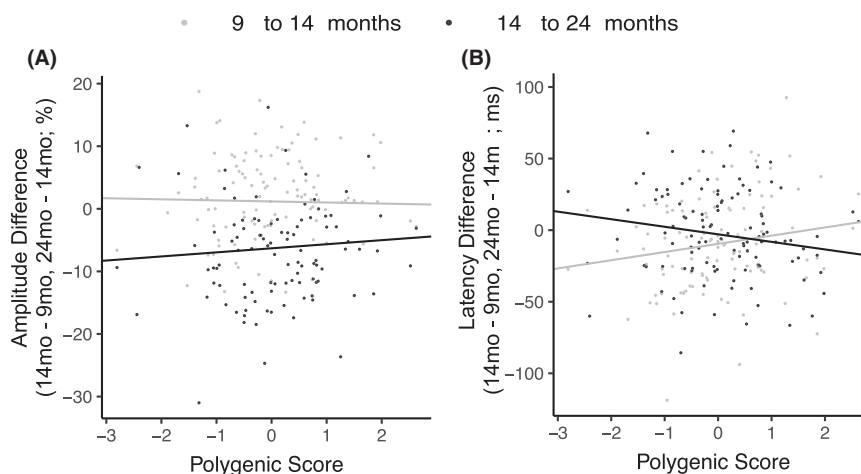 9 to 14 months 14 to 24 months
(A)
Amplitude Difference
(14mo - 9mo, 24mo - 14mo; %)
20
10
0
−10
−20
−30
−3 −2 −1 0 1 2
Polygenic Score
(B)
Latency Difference
(14mo - 9mo, 24mo - 14m ; ms)
100
50
0
−50
−100
−3 −2 −1 0 1 2
Polygenic Score